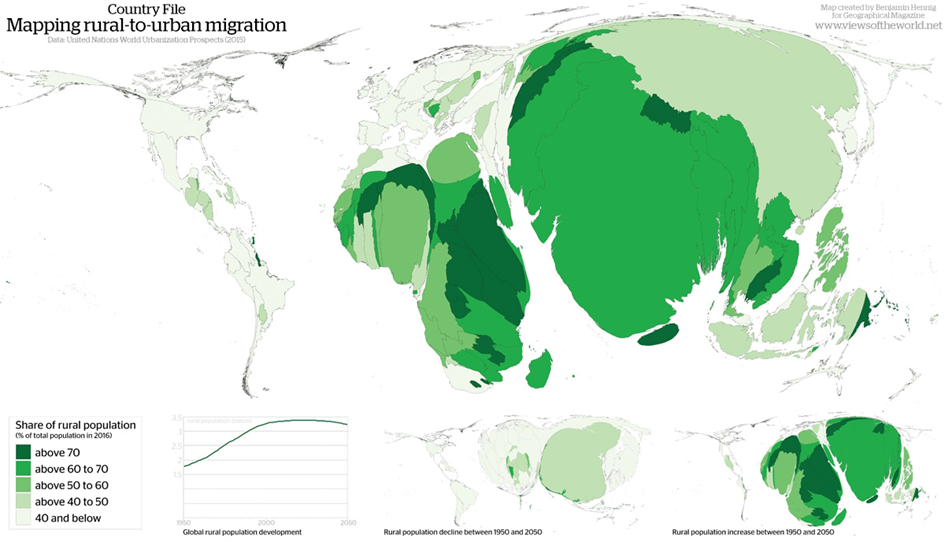 Country File
Mapping rural-to-urban migration
Data: United Nations World Urbanization Prospects (2015)
Map created by Benjamin Hennig
for Geographical Magazine
www.viewsoftheworld.net
Share of rural population
(% of total population in 2016)
above 70
above 60 to 70
above 50 to 60
above 40 to 50
40 and below
3.5
rural population
2.5
2
1.5
1950
2000
2050
Global rural population development
Rural population decline between 1950 and 2050
Rural population increase between 1950 and 2050